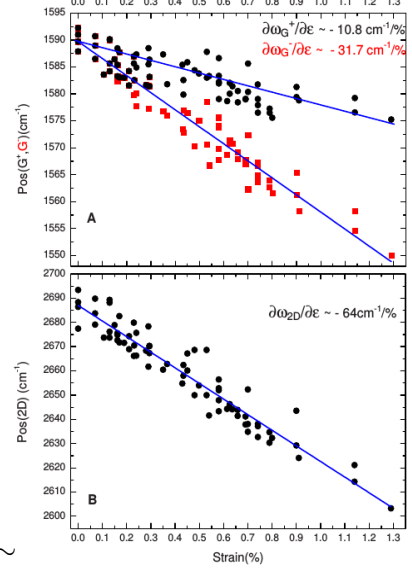 0.0 0.1 0.2 0.3 0.4 0.5 0.6 0.7 0.8 0.9 1.0 1.1 1.2 1.3
1595
1590
1585
1580
1575
1570
1565
1560
1555
1550
Pos(G⁺,G⁻)(cm⁻¹)
∂ω_G⁺/∂ε ~ - 10.8 cm⁻¹/%
∂ω_G⁻/∂ε ~ - 31.7 cm⁻¹/%
A
2700
2690
2680
2670
2660
2650
2640
2630
2620
2610
2600
Pos(2D) (cm⁻¹)
∂ω₂D/∂ε ~ - 64cm⁻¹/%
B
0.0 0.1 0.2 0.3 0.4 0.5 0.6 0.7 0.8 0.9 1.0 1.1 1.2 1.3
Strain(%)